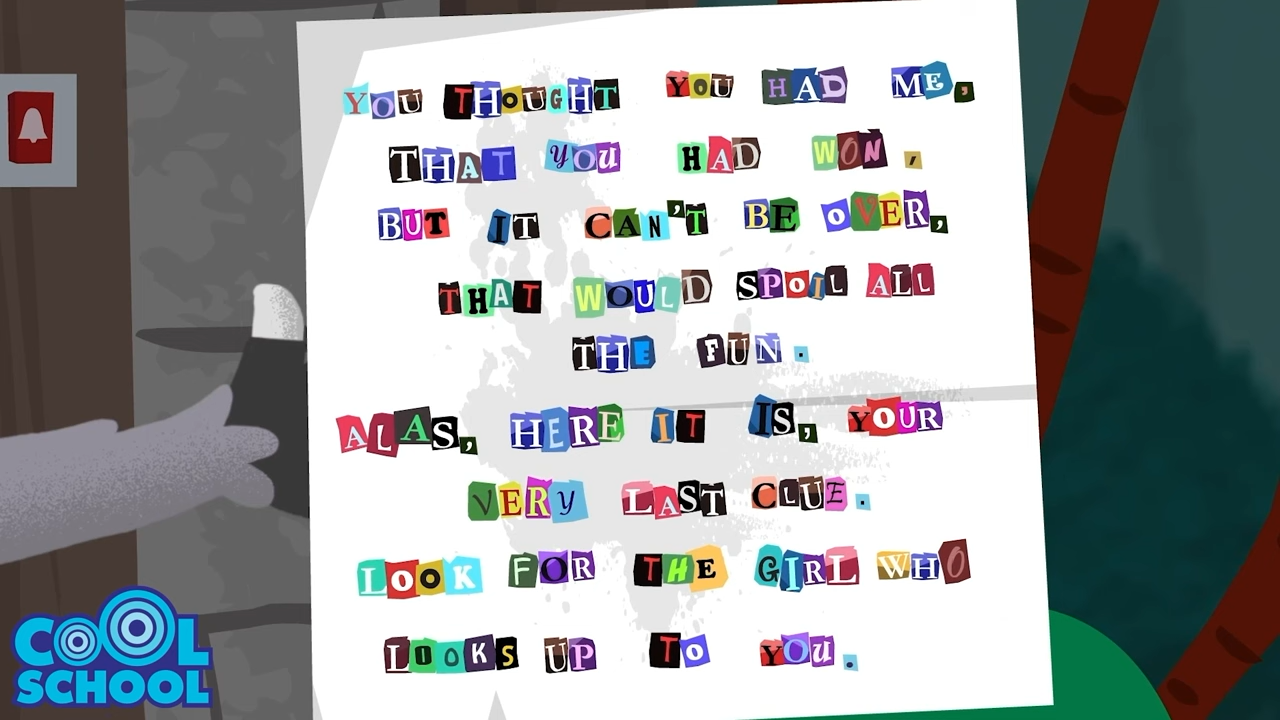 YOU THOUGHT YOU HAD ME,
THAT YOU HAD WON,
BUT IT CAN'T BE OVER,
THAT WOULD SPOIL ALL
THE FUN.
ALAS, HERE IT IS, YOUR
VERY LAST CLUE.
LOOK FOR THE GIRL WHO
LOOKS UP TO YOU.
COOL
SCHOOL